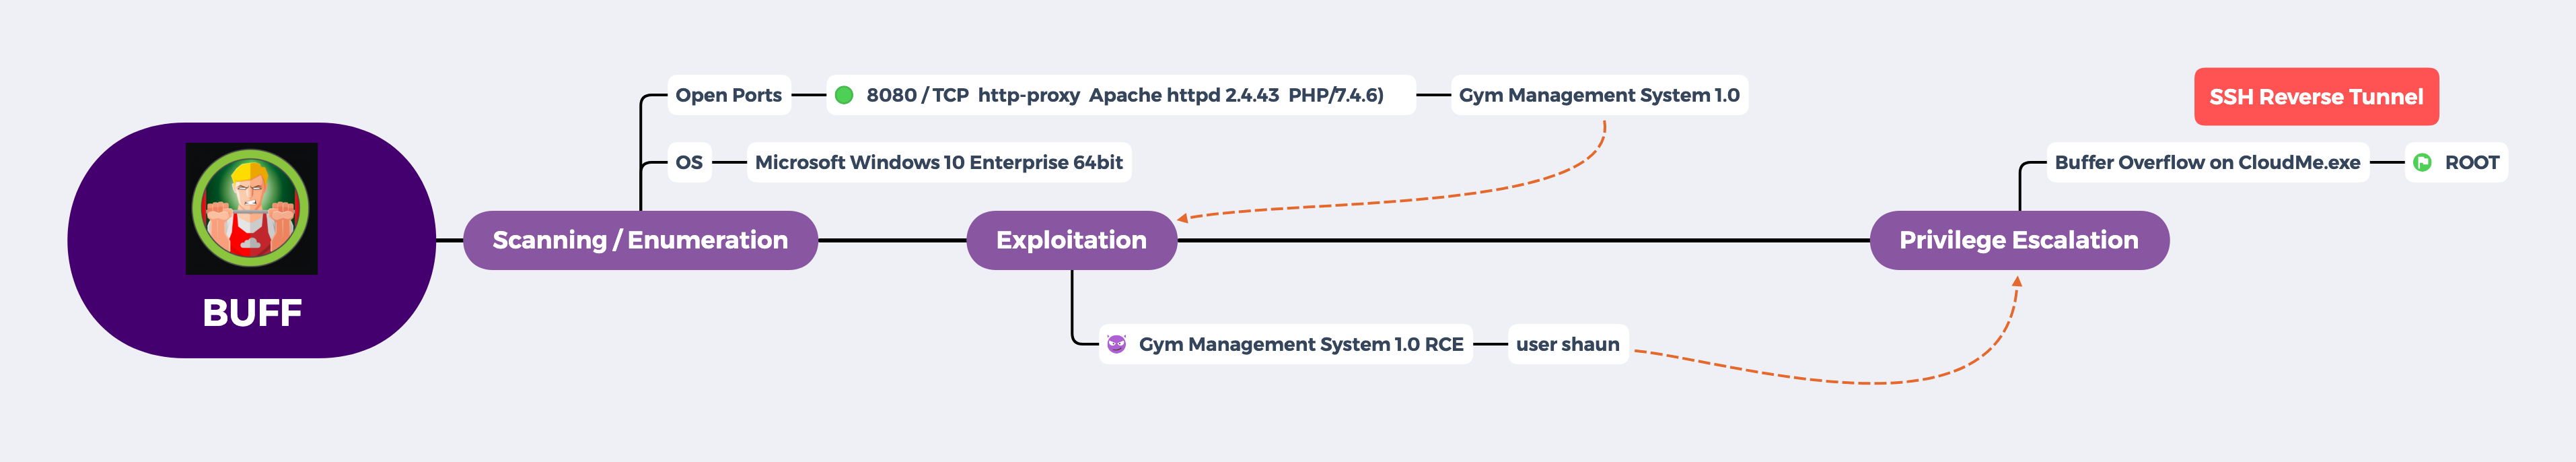 BUFF
Scanning / Enumeration
Open Ports
8080 / TCP http-proxy Apache httpd 2.4.43 PHP/7.4.6)
Gym Management System 1.0
OS
Microsoft Windows 10 Enterprise 64bit
Exploitation
Gym Management System 1.0 RCE
user shaun
Privilege Escalation
SSH Reverse Tunnel
Buffer Overflow on CloudMe.exe
ROOT